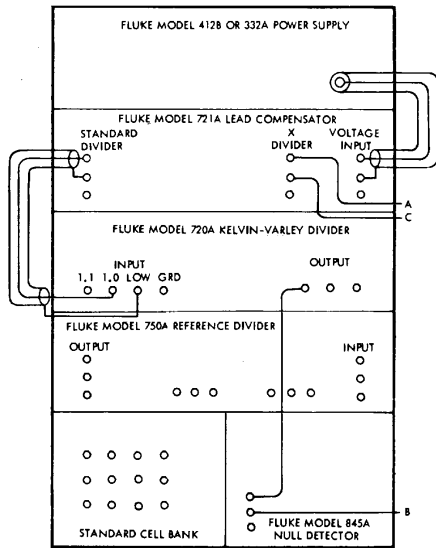 FLUKE MODEL 412B OR 332A POWER SUPPLY
FLUKE MODEL 721A LEAD COMPENSATOR
STANDARD
DIVIDER
X
DIVIDER
VOLTAGE
INPUT
A
C
FLUKE MODEL 720A KELVIN-VARLEY DIVIDER
INPUT
1.1 1.0 LOW GRD
OUTPUT
FLUKE MODEL 750A REFERENCE DIVIDER
OUTPUT
INPUT
B
STANDARD CELL BANK
FLUKE MODEL 845A
NULL DETECTOR